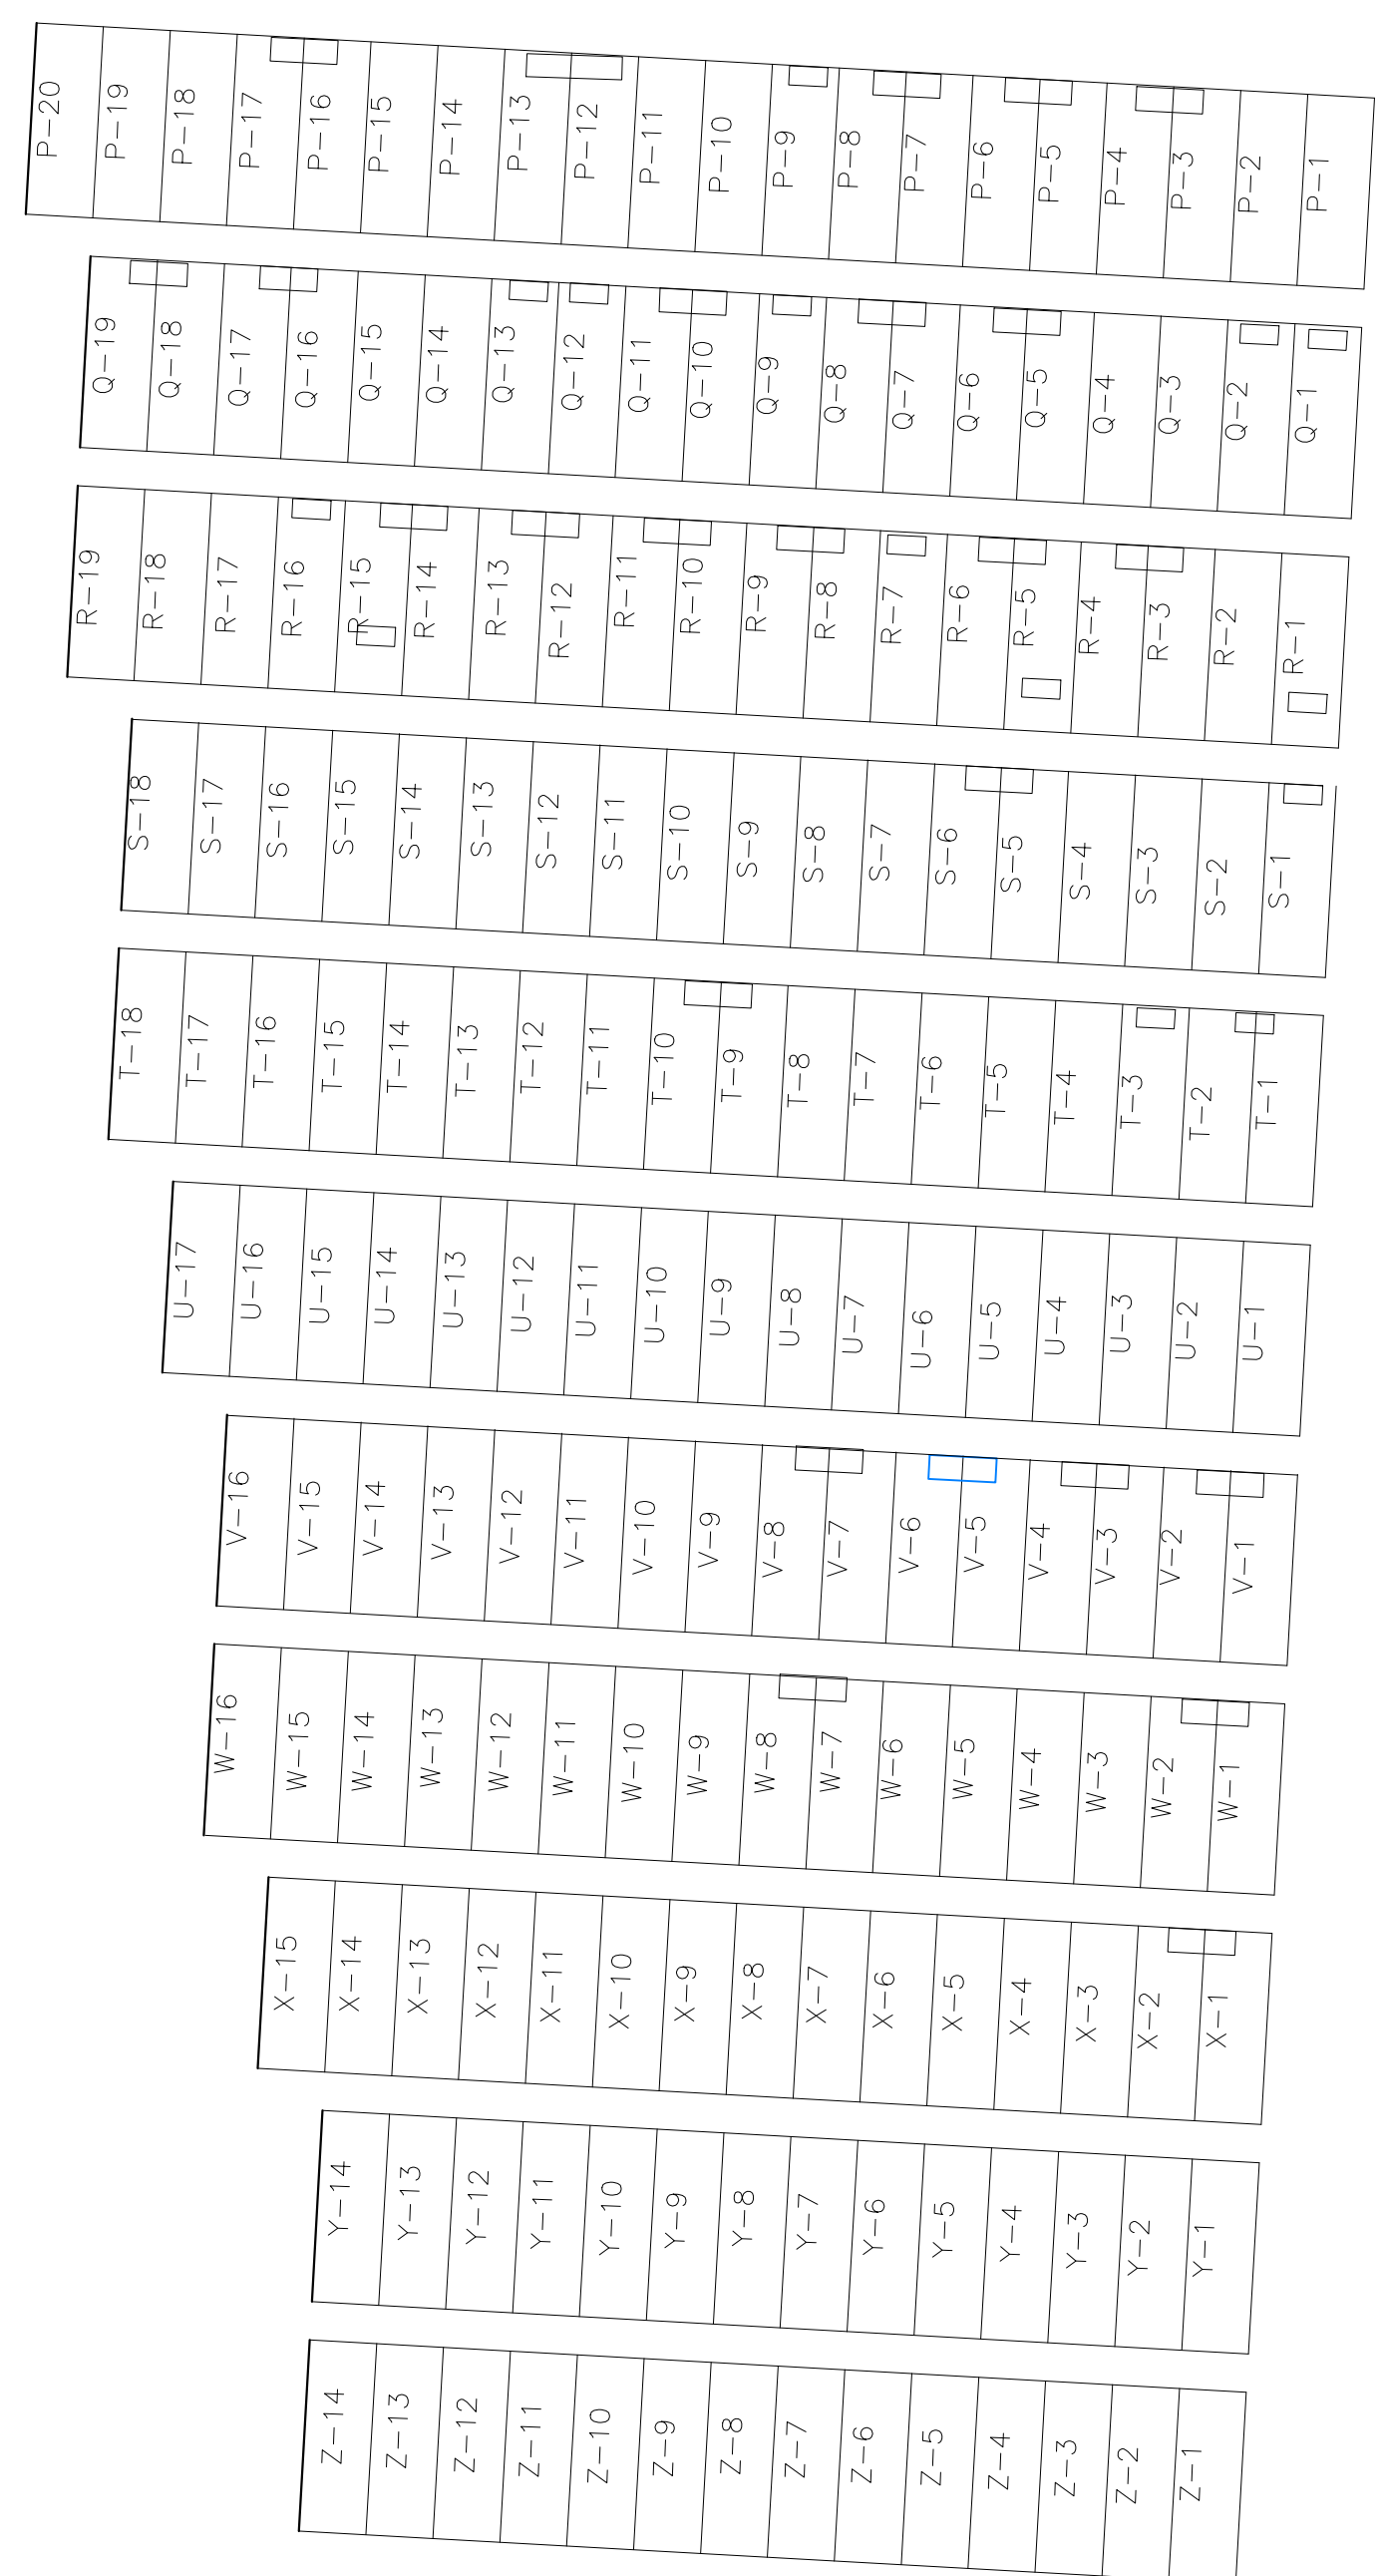 P-20 P-19 P-18 P-17 P-16 P-15 P-14 P-13 P-12 P-11 P-10 P-9 P-8 P-7 P-6 P-5 P-4 P-3 P-2 P-1
Q-19 Q-18 Q-17 Q-16 Q-15 Q-14 Q-13 Q-12 Q-11 Q-10 Q-9 Q-8 Q-7 Q-6 Q-5 Q-4 Q-3 Q-2 Q-1
R-19 R-18 R-17 R-16 R-15 R-14 R-13 R-12 R-11 R-10 R-9 R-8 R-7 R-6 R-5 R-4 R-3 R-2 R-1
S-18 S-17 S-16 S-15 S-14 S-13 S-12 S-11 S-10 S-9 S-8 S-7 S-6 S-5 S-4 S-3 S-2 S-1
T-18 T-17 T-16 T-15 T-14 T-13 T-12 T-11 T-10 T-9 T-8 T-7 T-6 T-5 T-4 T-3 T-2 T-1
U-17 U-16 U-15 U-14 U-13 U-12 U-11 U-10 U-9 U-8 U-7 U-6 U-5 U-4 U-3 U-2 U-1
V-16 V-15 V-14 V-13 V-12 V-11 V-10 V-9 V-8 V-7 V-6 V-5 V-4 V-3 V-2 V-1
W-16 W-15 W-14 W-13 W-12 W-11 W-10 W-9 W-8 W-7 W-6 W-5 W-4 W-3 W-2 W-1
X-15 X-14 X-13 X-12 X-11 X-10 X-9 X-8 X-7 X-6 X-5 X-4 X-3 X-2 X-1
Y-14 Y-13 Y-12 Y-11 Y-10 Y-9 Y-8 Y-7 Y-6 Y-5 Y-4 Y-3 Y-2 Y-1
Z-14 Z-13 Z-12 Z-11 Z-10 Z-9 Z-8 Z-7 Z-6 Z-5 Z-4 Z-3 Z-2 Z-1